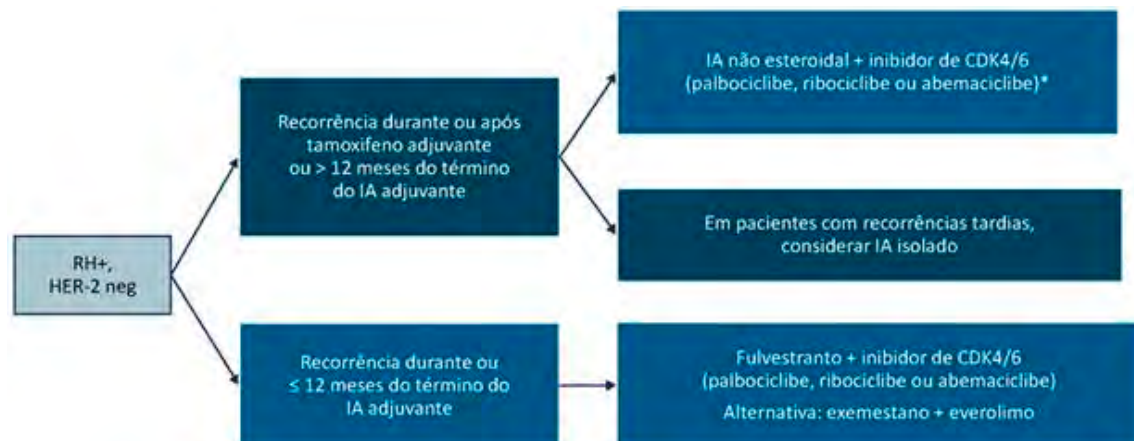 RH+,
HER-2 neg
Recorrência durante ou após
tamoxifeno adjuvante
ou > 12 meses do término
do IA adjuvante
IA não esteroidal + inibidor de CDK4/6
(palbociclibe, ribociclibe ou abemaciclibe)*
Em pacientes com recorrências tardias,
considerar IA isolado
Recorrência durante ou
≤ 12 meses do término do
IA adjuvante
Fulvestranto + inibidor de CDK4/6
(palbociclibe, ribociclibe ou abemaciclibe)
Alternativa: exemestano + everolimo